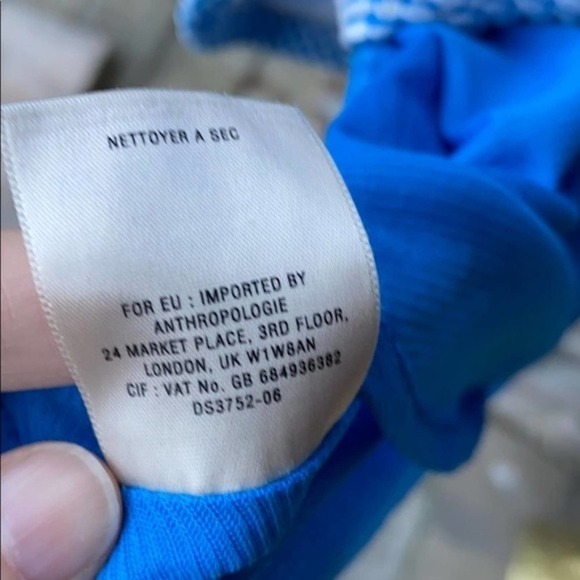 NETTOYER A SEC
FOR EU : IMPORTED BY
ANTHROPOLOGIE
24 MARKET PLACE, 3RD FLOOR,
LONDON, UK W1W8AN
CIF : VAT No. GB 684936382
DS3752-06